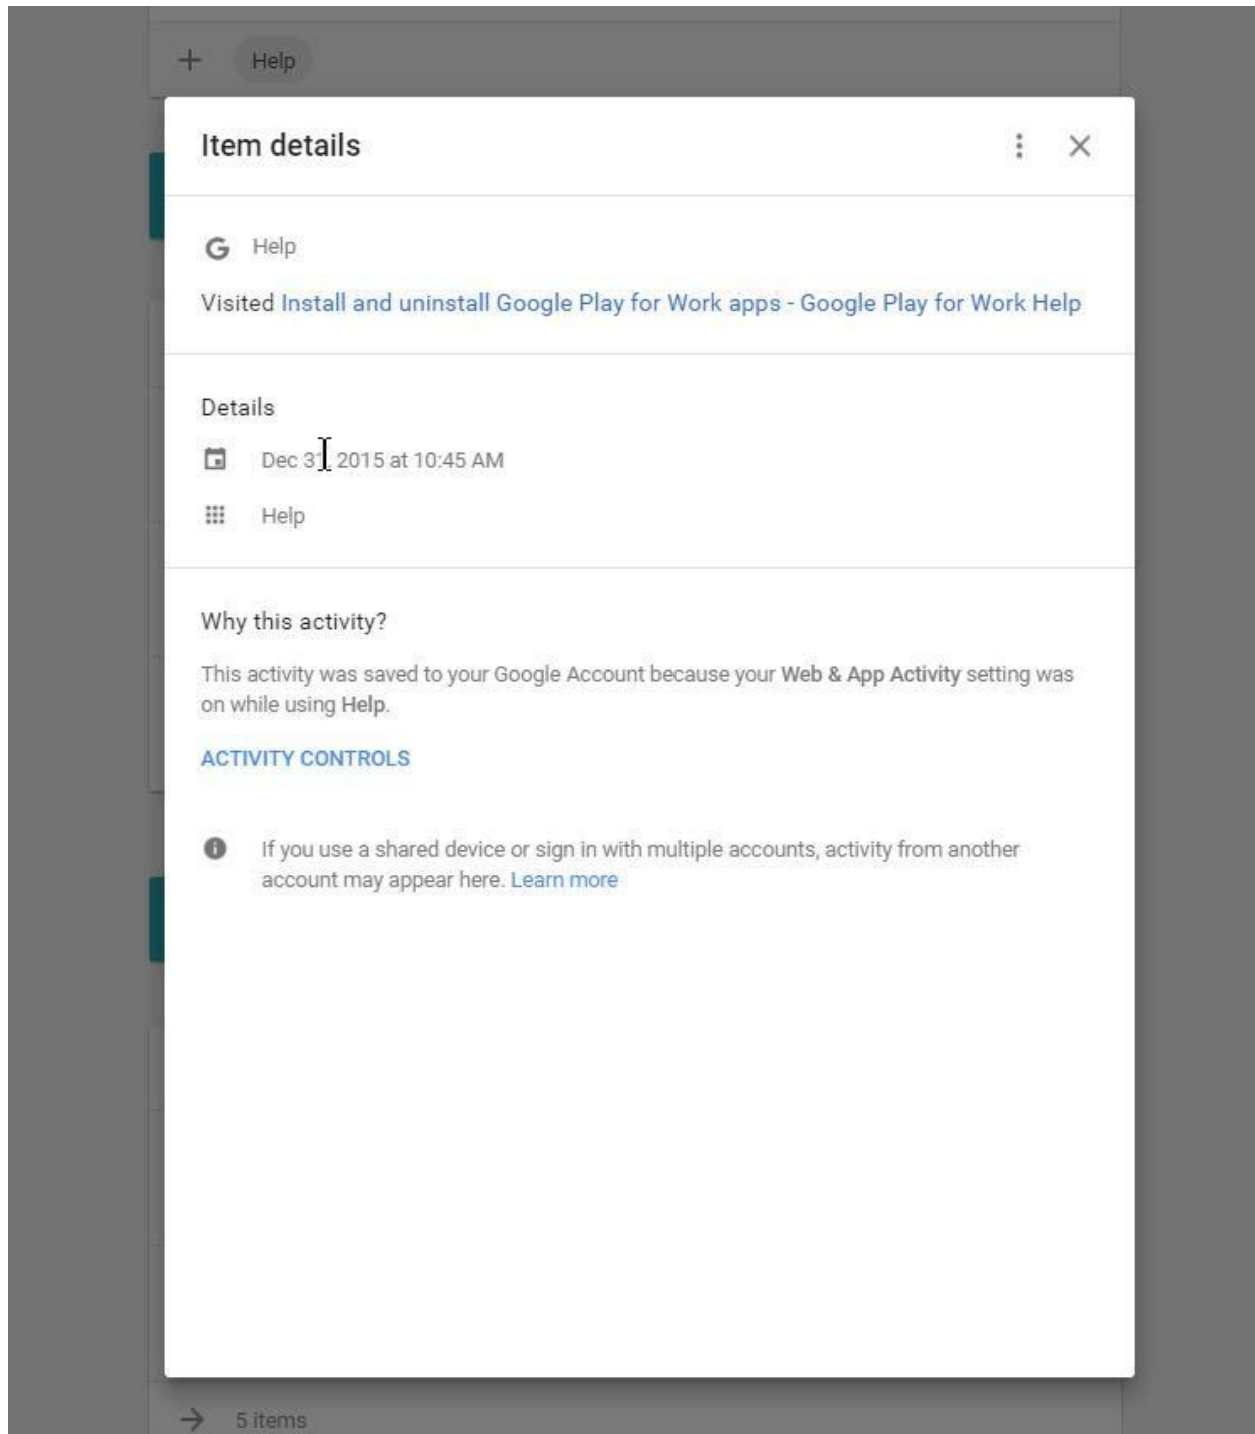 Help
Item details
Help
Visited Install and uninstall Google Play for Work apps - Google Play for Work Help
Details
Dec 31, 2015 at 10:45 AM
Help
Why this activity?
This activity was saved to your Google Account because your Web & App Activity setting was
on while using Help.
ACTIVITY CONTROLS
If you use a shared device or sign in with multiple accounts, activity from another
account may appear here. Learn more
5 items